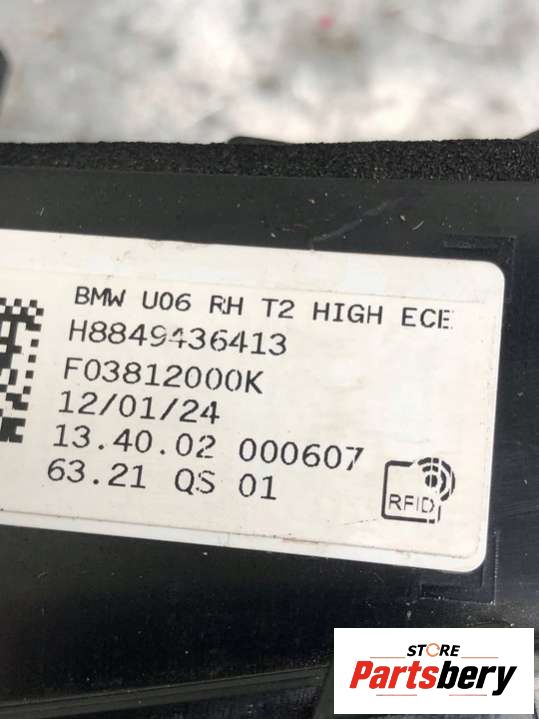 BMW U06 RH T2 HIGH ECE
H8849436413
F03812000K
12/01/24
13.40.02 000607
63.21 QS 01
RFID
STORE
Partsbery